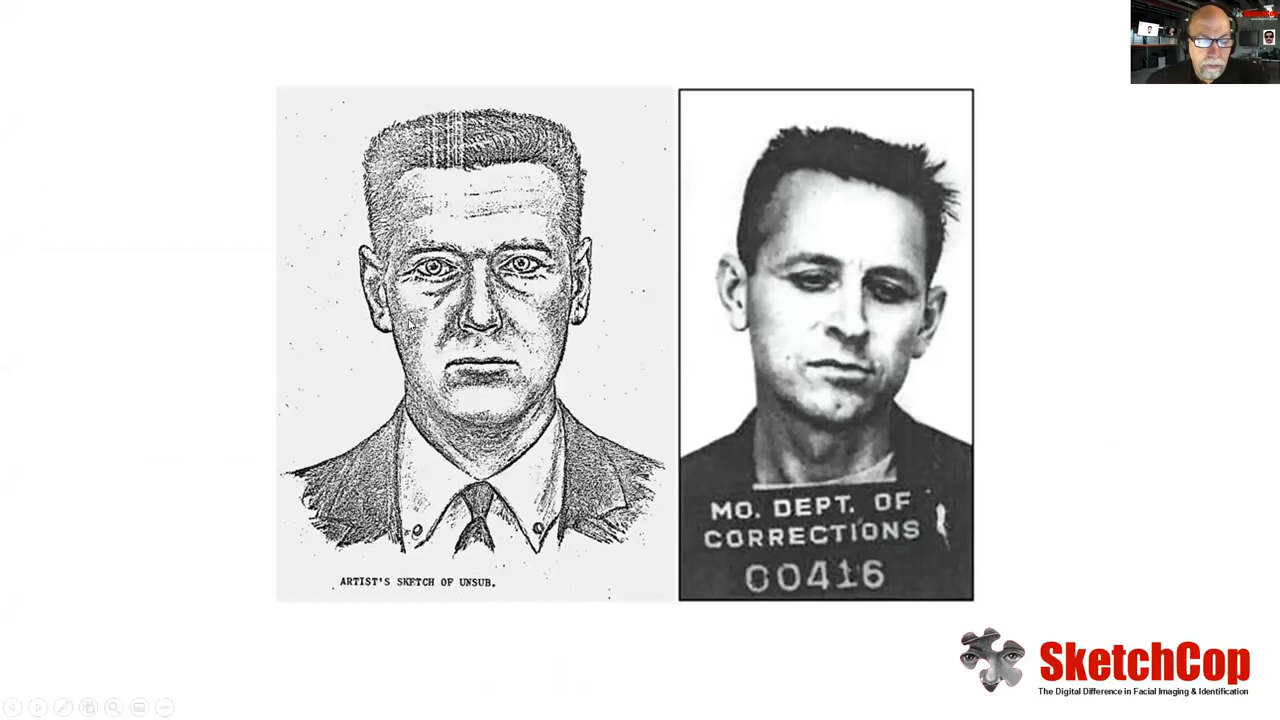 ARTIST'S SKETCH OF UNSUB.
MO. DEPT. OF
CORRECTIONS
00416
SketchCop
The Digital Difference in Facial Imaging & Identification